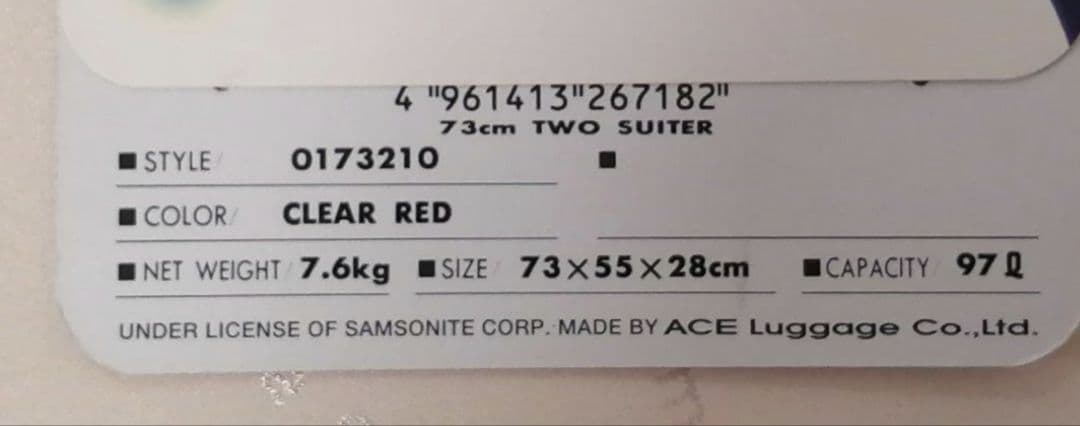 4 "961413"267182"
73cm TWO SUITER
■ STYLE/ 0173210 ■
■ COLOR/ CLEAR RED
■ NET WEIGHT/ 7.6kg ■ SIZE/ 73×55×28cm ■ CAPACITY/ 97ℓ
UNDER LICENSE OF SAMSONITE CORP. MADE BY ACE Luggage Co.,Ltd.